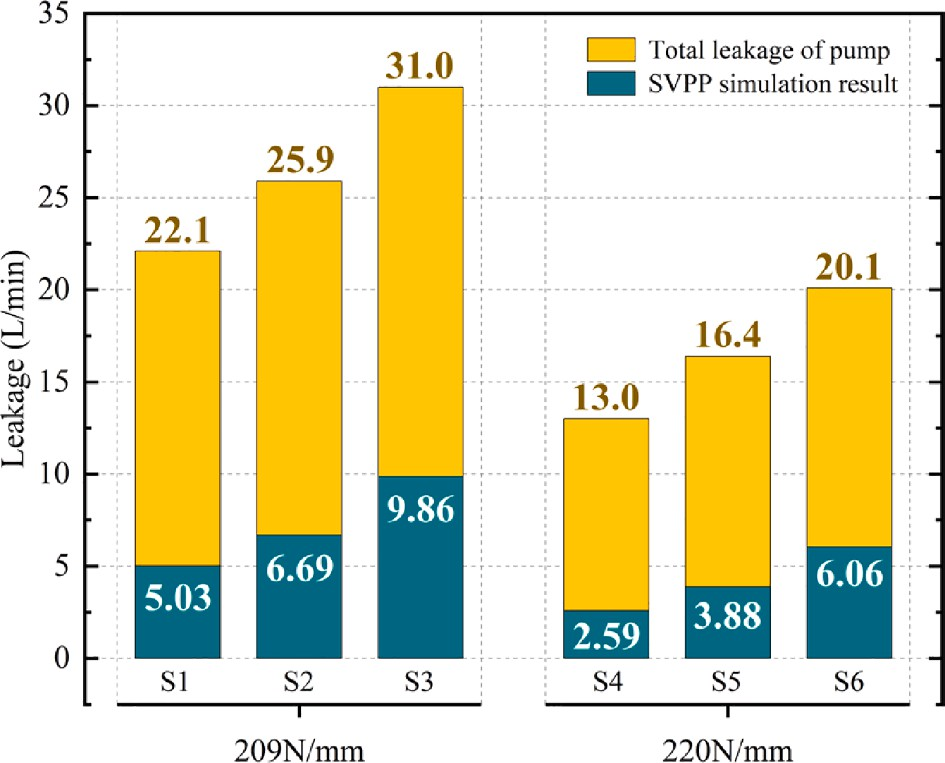 35
30
25
20
15
10
5
0
Leakage (L/min)
Total leakage of pump
SVPP simulation result
22.1
25.9
31.0
13.0
16.4
20.1
5.03
6.69
9.86
2.59
3.88
6.06
S1
S2
S3
S4
S5
S6
209N/mm
220N/mm